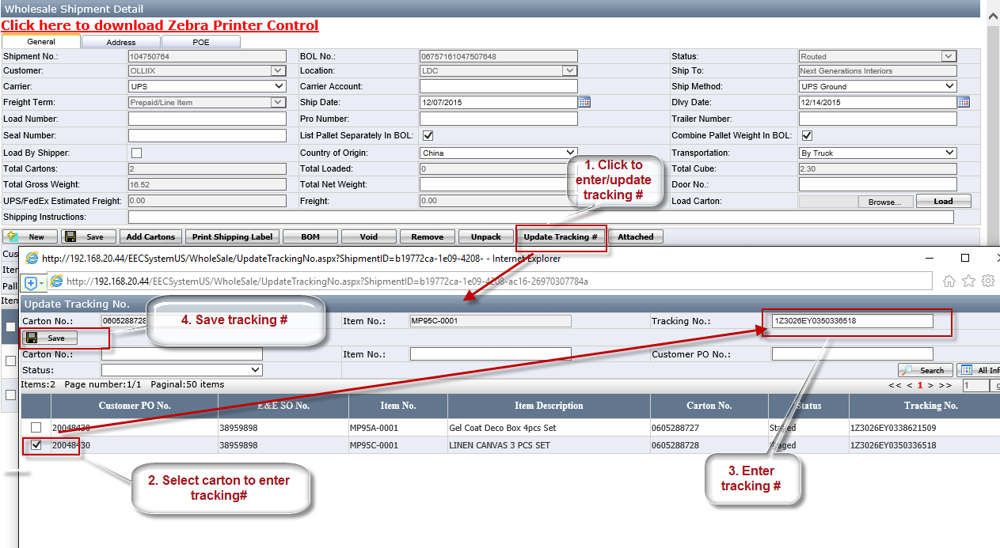 Wholesale Shipment Detail
Click here to download Zebra Printer Control
General Address POE
Shipment No.: 104750764 BOL No.: 06757161047507648 Status: Routed
Customer: OLLIIX Location: LDC Ship To: Next Generations Interiors
Carrier: UPS Carrier Account: Ship Method: UPS Ground
Freight Term: Prepaid/Line Item Ship Date: 12/07/2015 Dlvy Date: 12/14/2015
Load Number: Pro Number: Trailer Number:
Seal Number: List Pallet Separately In BOL: Combine Pallet Weight In BOL:
Load By Shipper: Country of Origin: China Transportation: By Truck
Total Cartons: 2 Total Loaded: 0 Total Cube: 2.30
Total Gross Weight: 16.52 Total Net Weight: Door No.:
UPS/FedEx Estimated Freight: 0.00 Freight: 0.00 Load Carton: Browse... Load
Shipping Instructions:
1. Click to
enter/update
tracking #
New Save Add Cartons Print Shipping Label BOM Void Remove Unpack Update Tracking # Attached
Cus
Iter
Pall
Item
http://192.168.20.44/EECSystemUS/WholeSale/UpdateTrackingNo.aspx?ShipmentID=b19772ca-1e09-4208- - Internet Explorer
http://192.168.20.44/EECSystemUS/WholeSale/UpdateTrackingNo.aspx?ShipmentID=b19772ca-1e09-4208-ac16-26970307784a
Update Tracking No.
Carton No.: 0605288728 Item No.: MP95C-0001 Tracking No.: 1Z3026EY0350336518
4. Save tracking #
Save
Carton No.: Item No.: Customer PO No.:
Status:
Search All Inf
Items:2 Page number:1/1 Paginal:50 items << < 1 > >> 1 g
Customer PO No. E&E SO No. Item No. Item Description Carton No. Status Tracking No.
20048430 38959898 MP95A-0001 Gel Coat Deco Box 4pcs Set 0605288727 Staged 1Z3026EY0338621509
20048430 38959898 MP95C-0001 LINEN CANVAS 3 PCS SET 0605288728 Staged 1Z3026EY0350336518
2. Select carton to enter
tracking#
3. Enter
tracking #